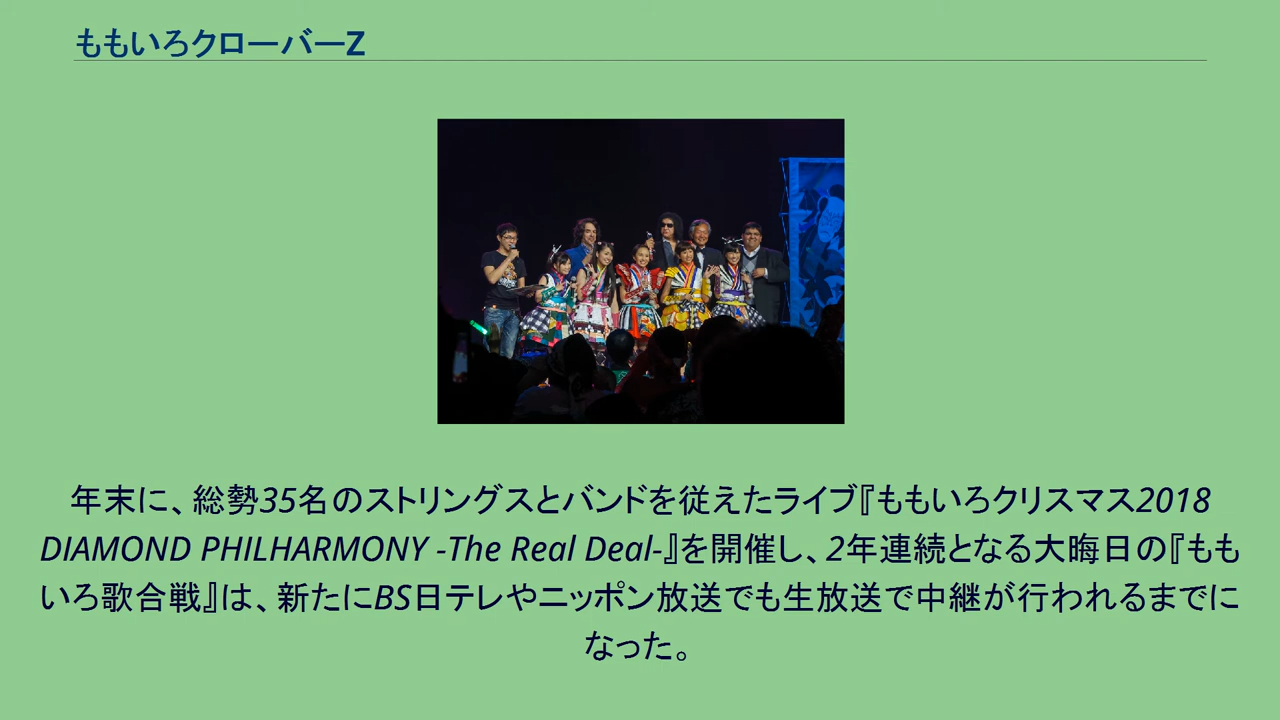 ももいろクローバーZ
年末に、総勢35名のストリングスとバンドを従えたライブ『ももいろクリスマス2018
DIAMOND PHILHARMONY -The Real Deal-』を開催し、2年連続となる大晦日の『もも
いろ歌合戦』は、新たにBS日テレやニッポン放送でも生放送で中継が行われるまでに
なった。